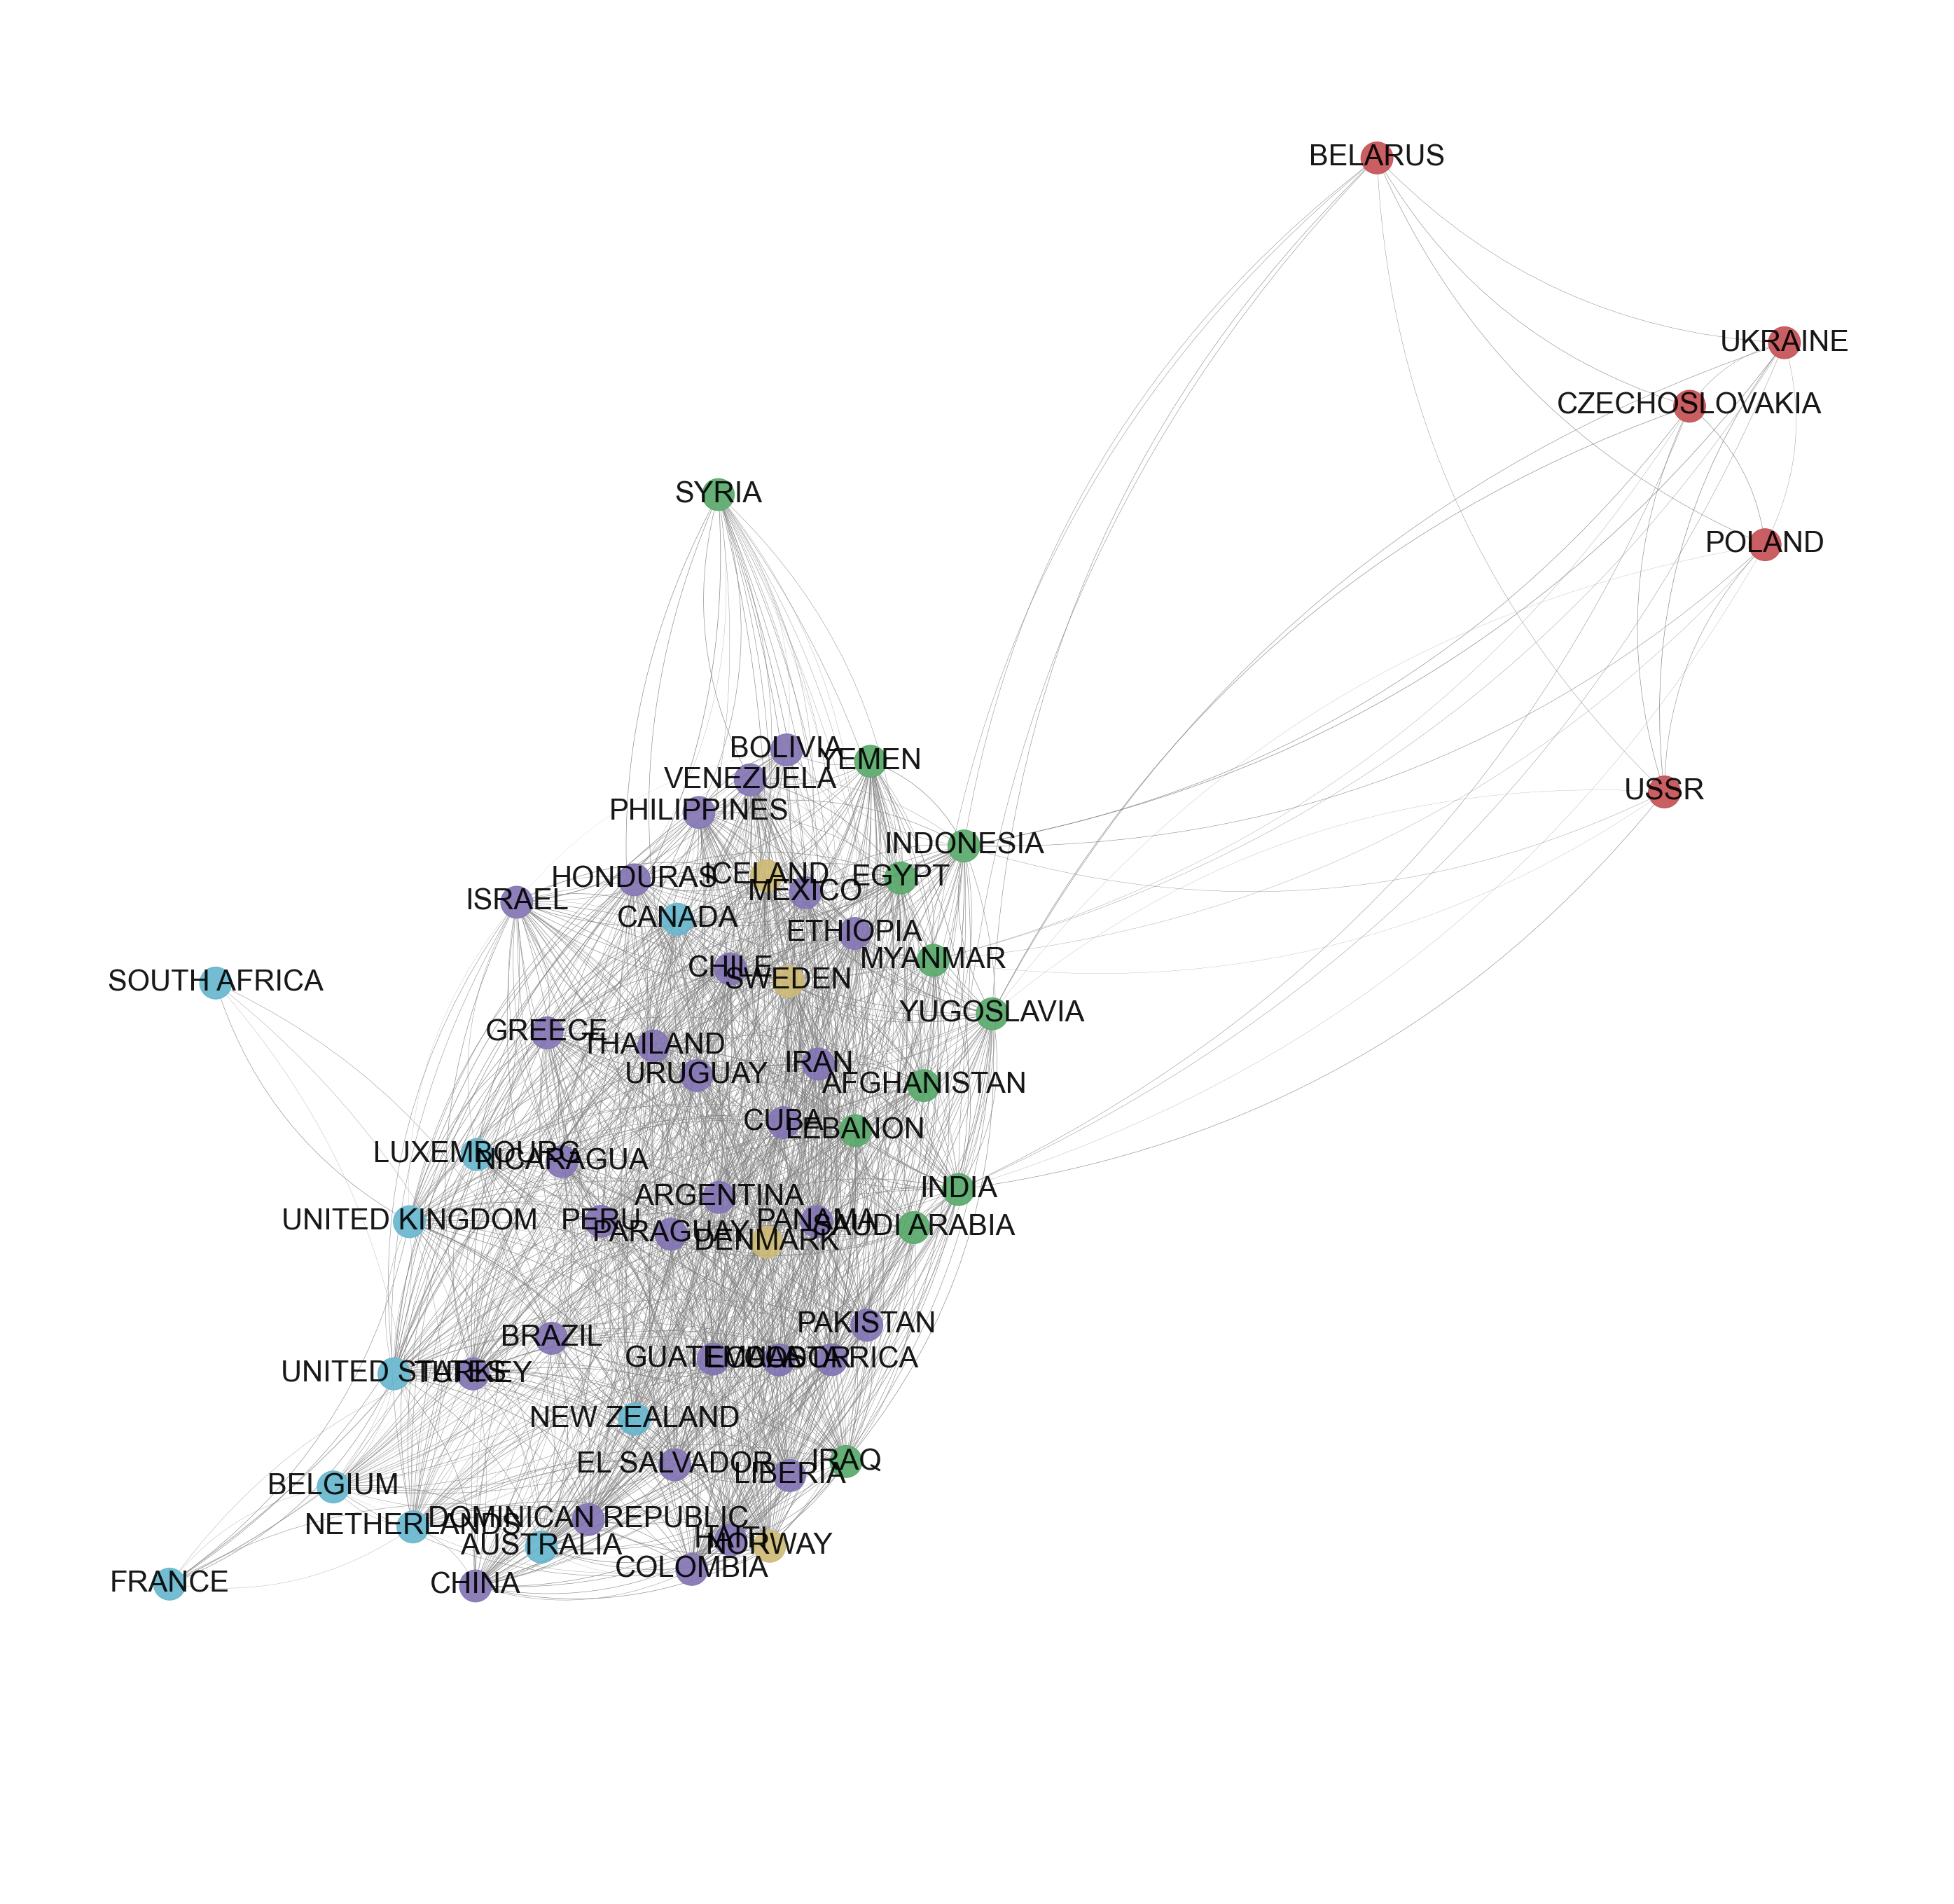 BELARUS
UKRAINE
CZECHOSLOVAKIA
SYRIA
POLAND
BOLIVIA
YEMEN
VENEZUELA
USSR
PHILIPPINES
INDONESIA
HONDURAS
ICELAND
EGYPT
MEXICO
ISRAEL
CANADA
ETHIOPIA
MYANMAR
CHILE
SWEDEN
SOUTH AFRICA
YUGOSLAVIA
GREECE
THAILAND
IRAN
URUGUAY
AFGHANISTAN
CUBA
LEBANON
LUXEMBOURG
NICARAGUA
INDIA
ARGENTINA
UNITED KINGDOM
PERU
PANAMA
SAUDI ARABIA
PARAGUAY
DENMARK
PAKISTAN
BRAZIL
GUATEMALA
ECUADOR
COSTA RICA
UNITED STATES
TURKEY
NEW ZEALAND
EL SALVADOR
IRAQ
LIBERIA
BELGIUM
DOMINICAN REPUBLIC
NETHERLANDS
HAITI
NORWAY
AUSTRALIA
COLOMBIA
FRANCE
CHINA